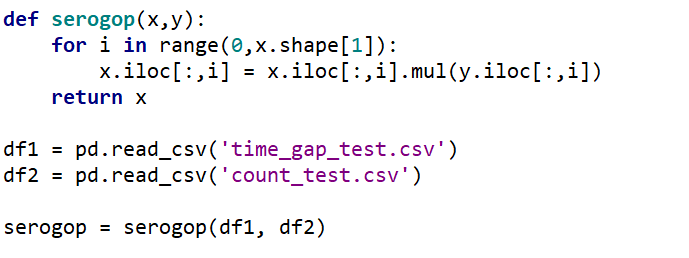 def serogop(x,y):
    for i in range(0,x.shape[1]):
        x.iloc[:,i] = x.iloc[:,i].mul(y.iloc[:,i])
    return x

df1 = pd.read_csv('time_gap_test.csv')
df2 = pd.read_csv('count_test.csv')

serogop = serogop(df1, df2)